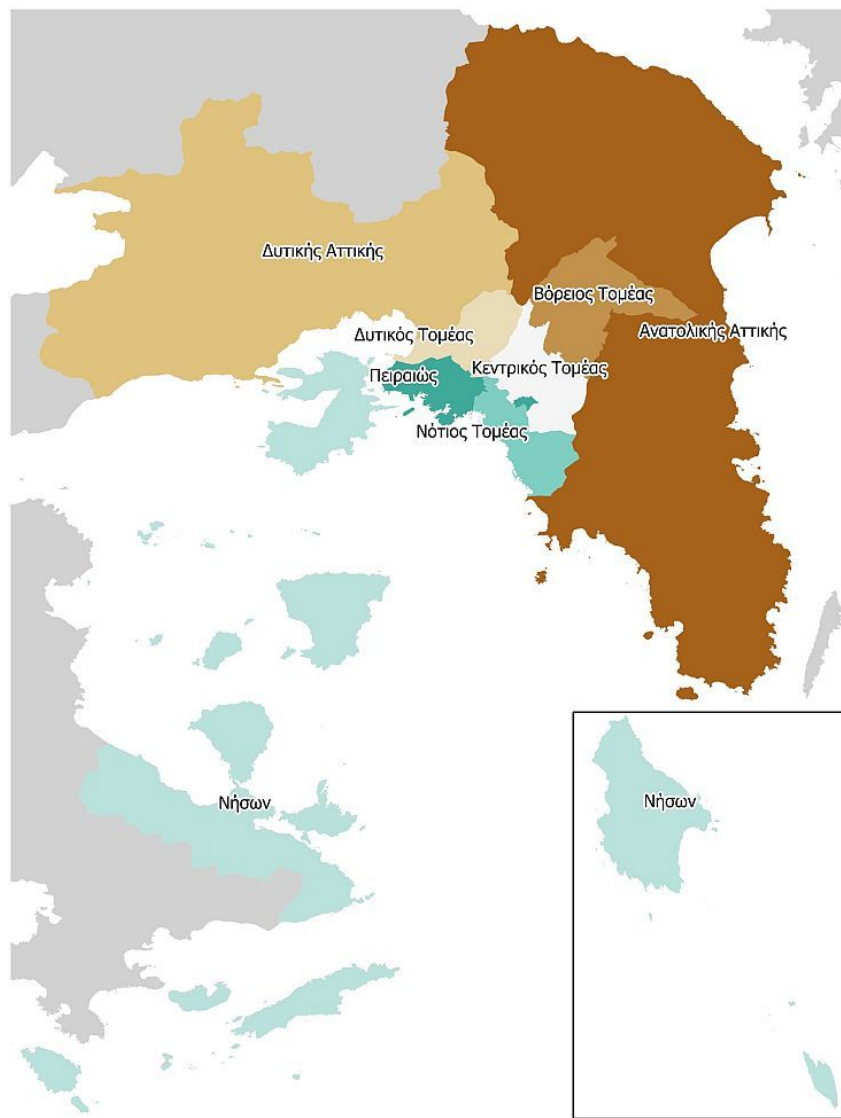 Δυτικής Αττικής
Βόρειος Τομέας
Ανατολικής Αττικής
Δυτικός Τομέας
Κεντρικός Τομέας
Πειραιώς
Νότιος Τομέας
Νήσων
Νήσων